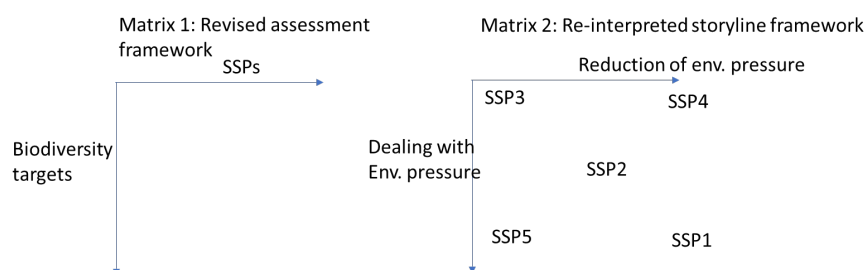 Matrix 1: Revised assessment
framework
SSPs
Biodiversity
targets
Matrix 2: Re-interpreted storyline framework
Reduction of env. pressure
SSP3
SSP4
Dealing with
Env. pressure
SSP2
SSP5
SSP1